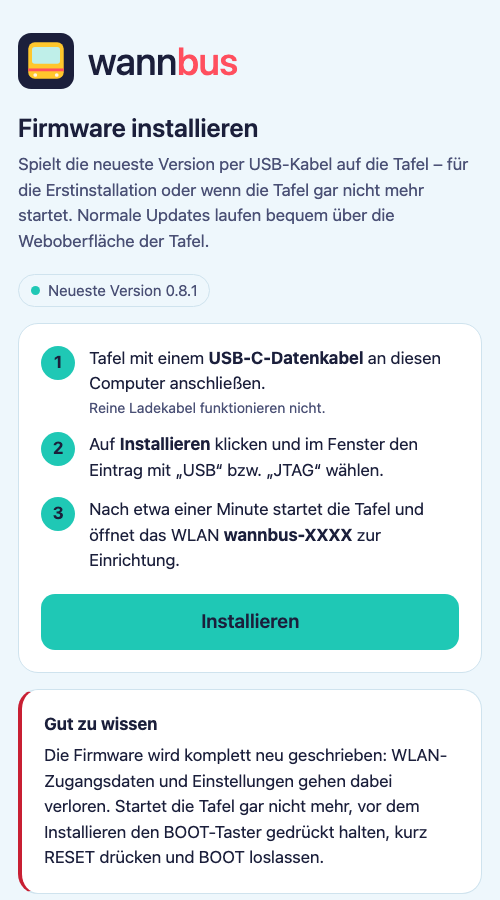 wannbus
Firmware installieren
Spielt die neueste Version per USB-Kabel auf die Tafel – für
die Erstinstallation oder wenn die Tafel gar nicht mehr
startet. Normale Updates laufen bequem über die
Weboberfläche der Tafel.
Neueste Version 0.8.1
1 Tafel mit einem USB-C-Datenkabel an diesen
Computer anschließen.
Reine Ladekabel funktionieren nicht.
2 Auf Installieren klicken und im Fenster den
Eintrag mit „USB“ bzw. „JTAG“ wählen.
3 Nach etwa einer Minute startet die Tafel und
öffnet das WLAN wannbus-XXXX zur
Einrichtung.
Installieren
Gut zu wissen
Die Firmware wird komplett neu geschrieben: WLAN-
Zugangsdaten und Einstellungen gehen dabei
verloren. Startet die Tafel gar nicht mehr, vor dem
Installieren den BOOT-Taster gedrückt halten, kurz
RESET drücken und BOOT loslassen.